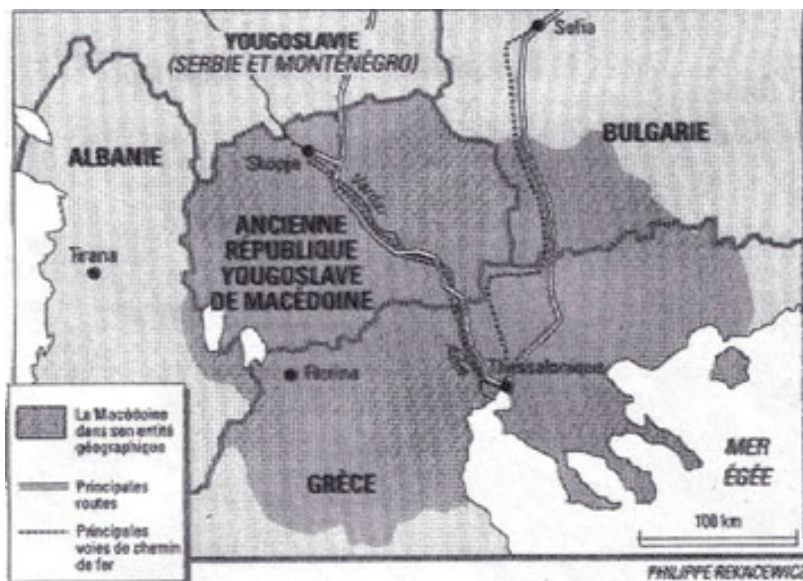 YOUGOSLAVIE
(SERBIE ET MONTÉNÉGRO)
Sofia
BULGARIE
ALBANIE
Skopje
Vardar
ANCIENNE
RÉPUBLIQUE
YOUGOSLAVE
DE MACÉDOINE
Tirana
Florina
Thessalonique
GRÈCE
MER
ÉGÉE
La Macédoine
dans son entité
géographique
Principales
routes
Principales
voies de chemin
de fer
100 km
PHILIPPE REKACEWICZ